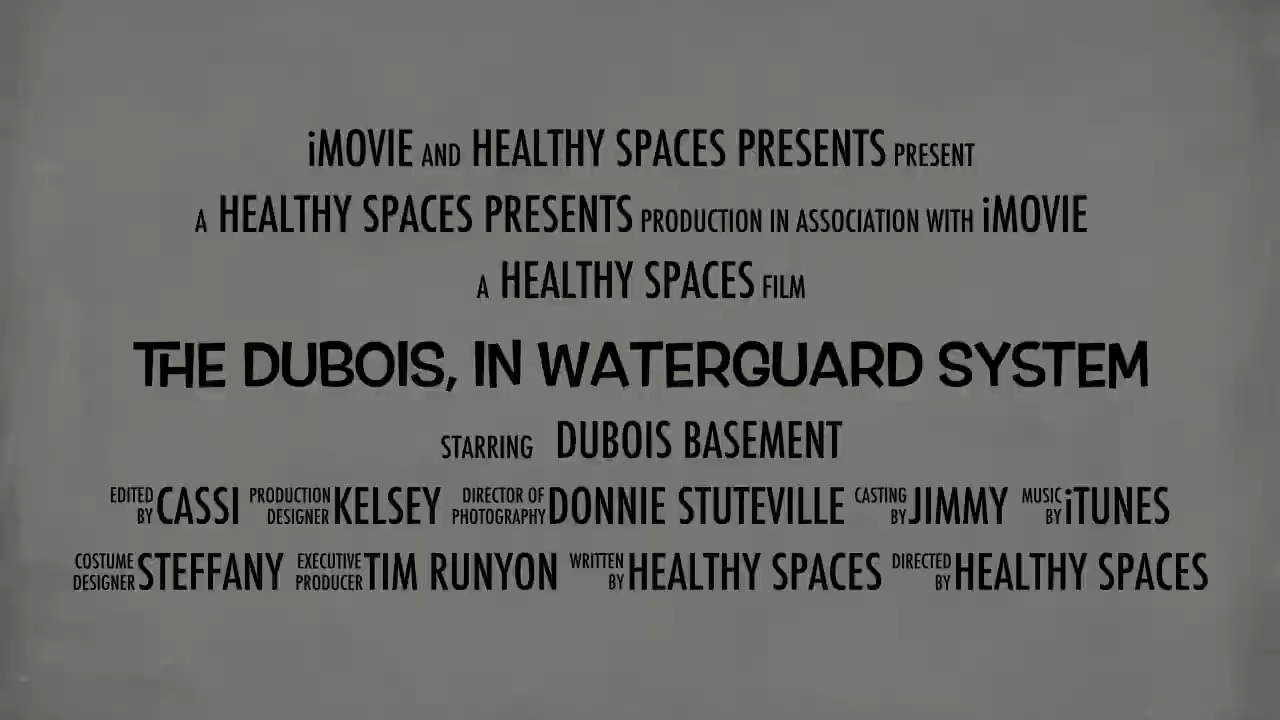 iMOVIE AND HEALTHY SPACES PRESENTS PRESENT
A HEALTHY SPACES PRESENTS PRODUCTION IN ASSOCIATION WITH iMOVIE
A HEALTHY SPACES FILM
THE DUBOIS, IN WATERGUARD SYSTEM
STARRING DUBOIS BASEMENT
EDITED BY CASSI PRODUCTION DESIGNER KELSEY DIRECTOR OF PHOTOGRAPHY DONNIE STUTEVILLE CASTING BY JIMMY MUSIC BY iTUNES
COSTUME DESIGNER STEFFANY EXECUTIVE PRODUCER TIM RUNYON WRITTEN BY HEALTHY SPACES DIRECTED BY HEALTHY SPACES